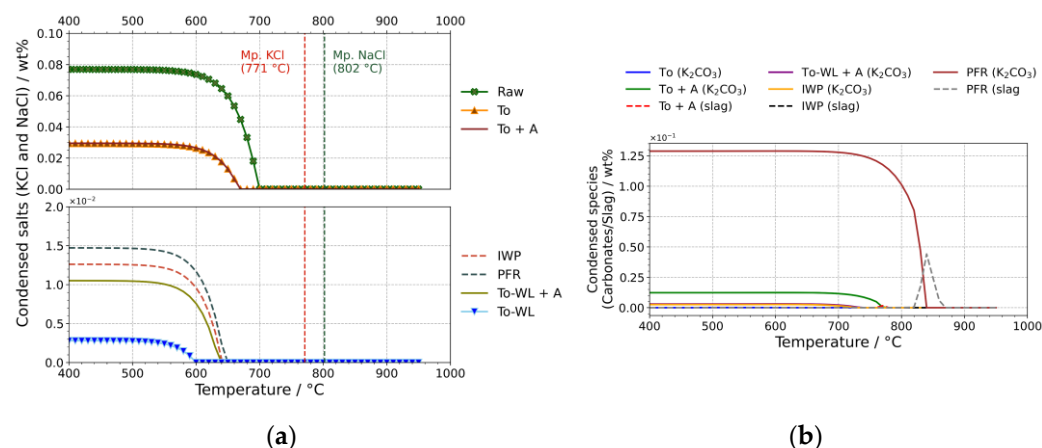 400 500 600 700 800 900 1000
0.10
0.08
0.06
0.04
0.02
0.00
Mp. KCl
(771 °C)
Mp. NaCl
(802 °C)
Raw
To
To + A
Condensed salts (KCl and NaCl) / wt%
×10⁻²
2.0
1.5
1.0
0.5
0.0
IWP
PFR
To-WL + A
To-WL
400 500 600 700 800 900 1000
Temperature / °C
(a)
To (K2CO3)
To + A (K2CO3)
To + A (slag)
To-WL + A (K2CO3)
IWP (K2CO3)
IWP (slag)
PFR (K2CO3)
PFR (slag
×10⁻¹
Condensed species
(Carbonates/Slag) / wt%
1.25
1.00
0.75
0.50
0.25
0.00
400 500 600 700 800 900 1000
Temperature / °C
(b)